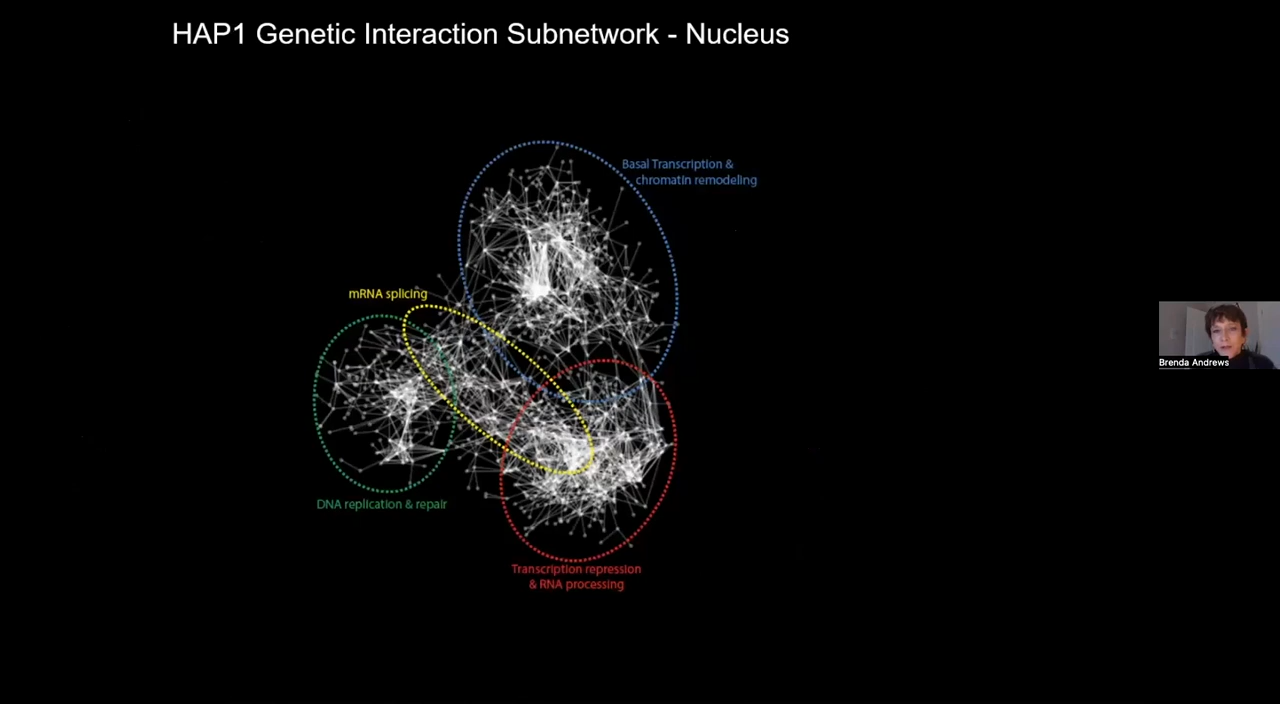 HAP1 Genetic Interaction Subnetwork - Nucleus
Basal Transcription &
chromatin remodeling
mRNA splicing
Brenda Andrews
DNA replication & repair
Transcription repression
& RNA processing